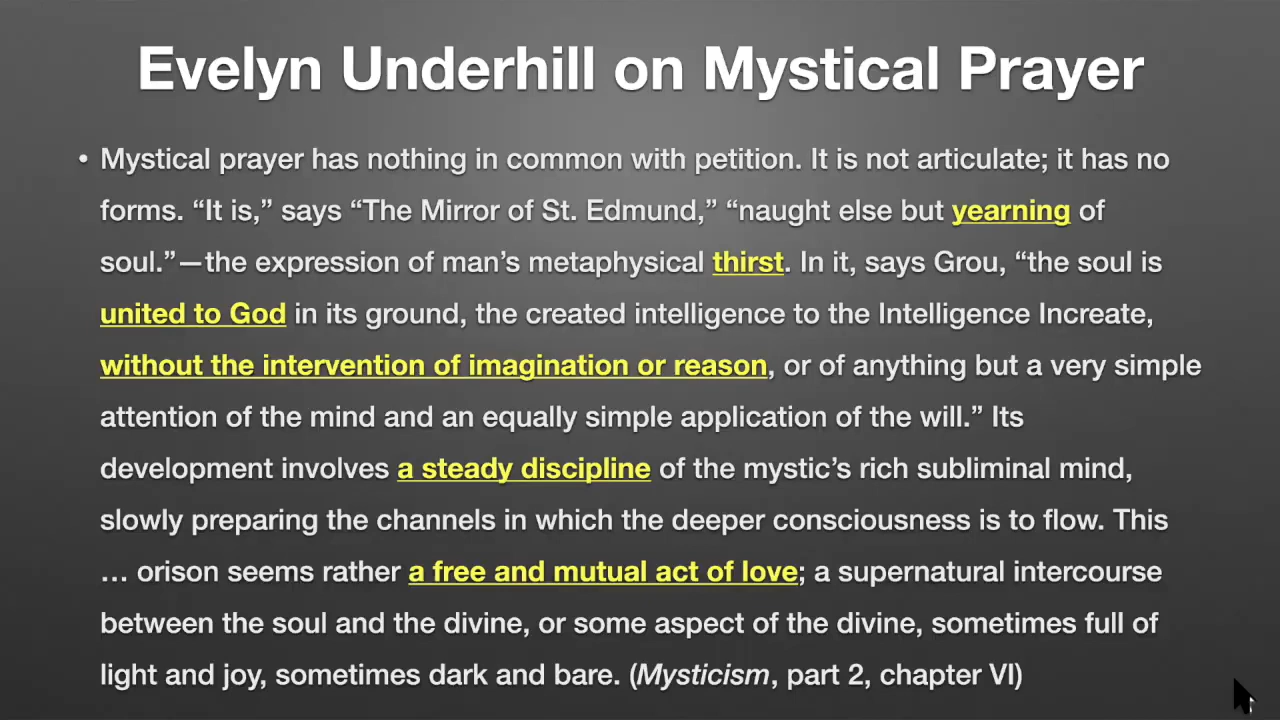 Evelyn Underhill on Mystical Prayer
• Mystical prayer has nothing in common with petition. It is not articulate; it has no
forms. “It is,” says “The Mirror of St. Edmund,” “naught else but yearning of
soul.”—the expression of man’s metaphysical thirst. In it, says Grou, “the soul is
united to God in its ground, the created intelligence to the Intelligence Increate,
without the intervention of imagination or reason, or of anything but a very simple
attention of the mind and an equally simple application of the will.” Its
development involves a steady discipline of the mystic’s rich subliminal mind,
slowly preparing the channels in which the deeper consciousness is to flow. This
… orison seems rather a free and mutual act of love; a supernatural intercourse
between the soul and the divine, or some aspect of the divine, sometimes full of
light and joy, sometimes dark and bare. (Mysticism, part 2, chapter VI)